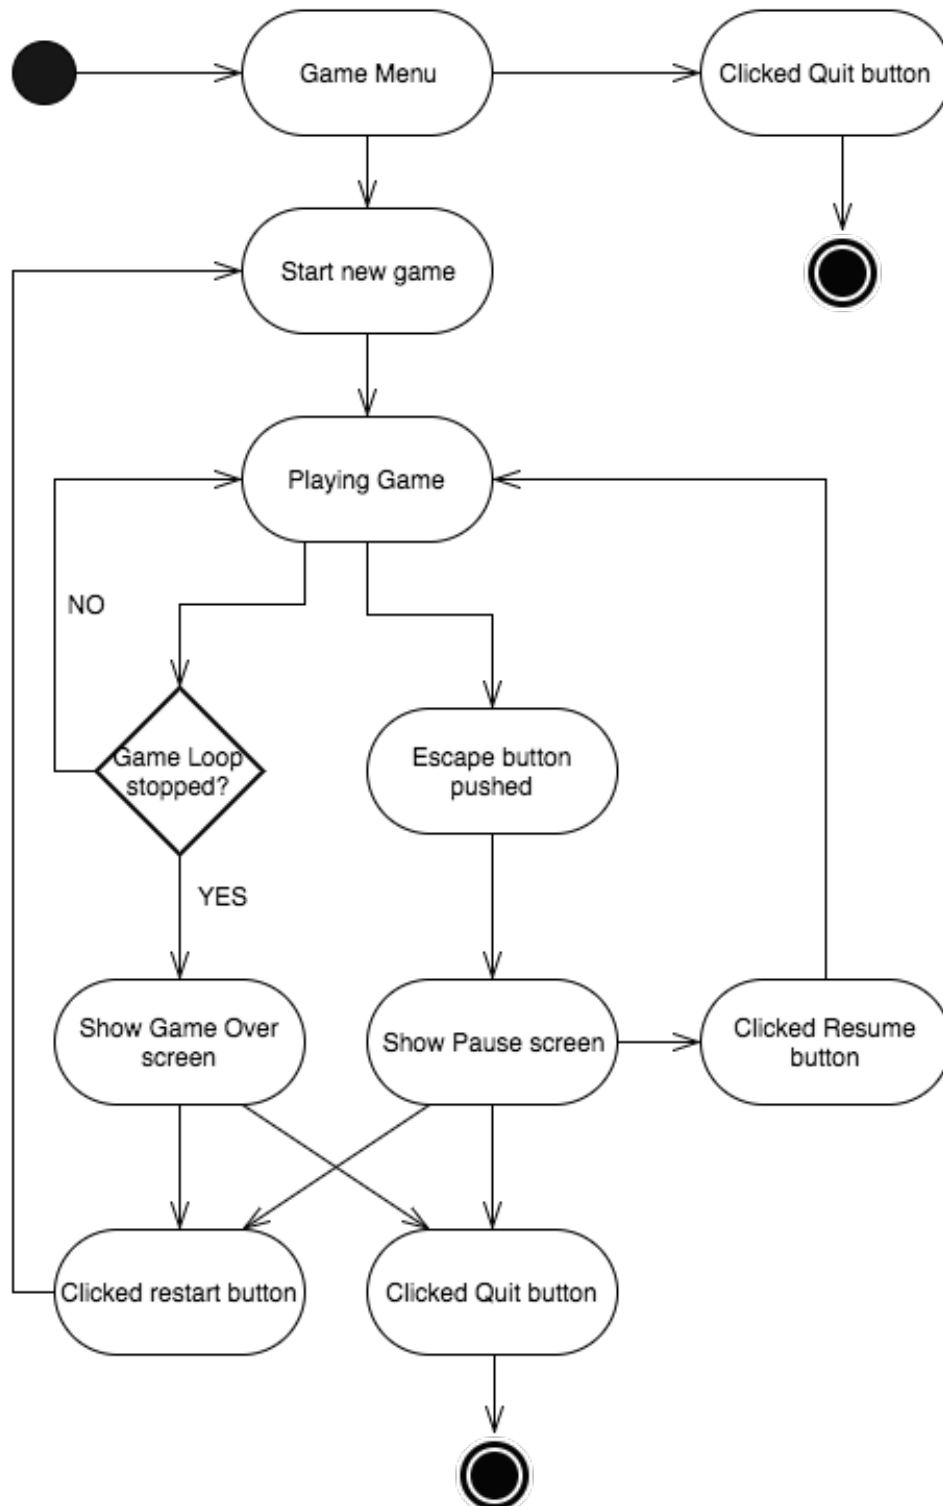 Game Menu
Clicked Quit button
Start new game
Playing Game
NO
Game Loop
stopped?
Escape button
pushed
YES
Show Game Over
screen
Show Pause screen
Clicked Resume
button
Clicked restart button
Clicked Quit button